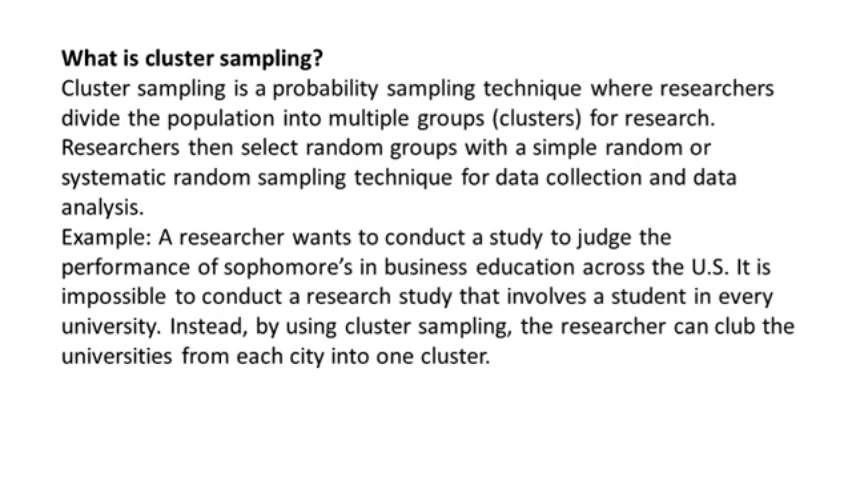 What is cluster sampling?
Cluster sampling is a probability sampling technique where researchers
divide the population into multiple groups (clusters) for research.
Researchers then select random groups with a simple random or
systematic random sampling technique for data collection and data
analysis.
Example: A researcher wants to conduct a study to judge the
performance of sophomore’s in business education across the U.S. It is
impossible to conduct a research study that involves a student in every
university. Instead, by using cluster sampling, the researcher can club the
universities from each city into one cluster.